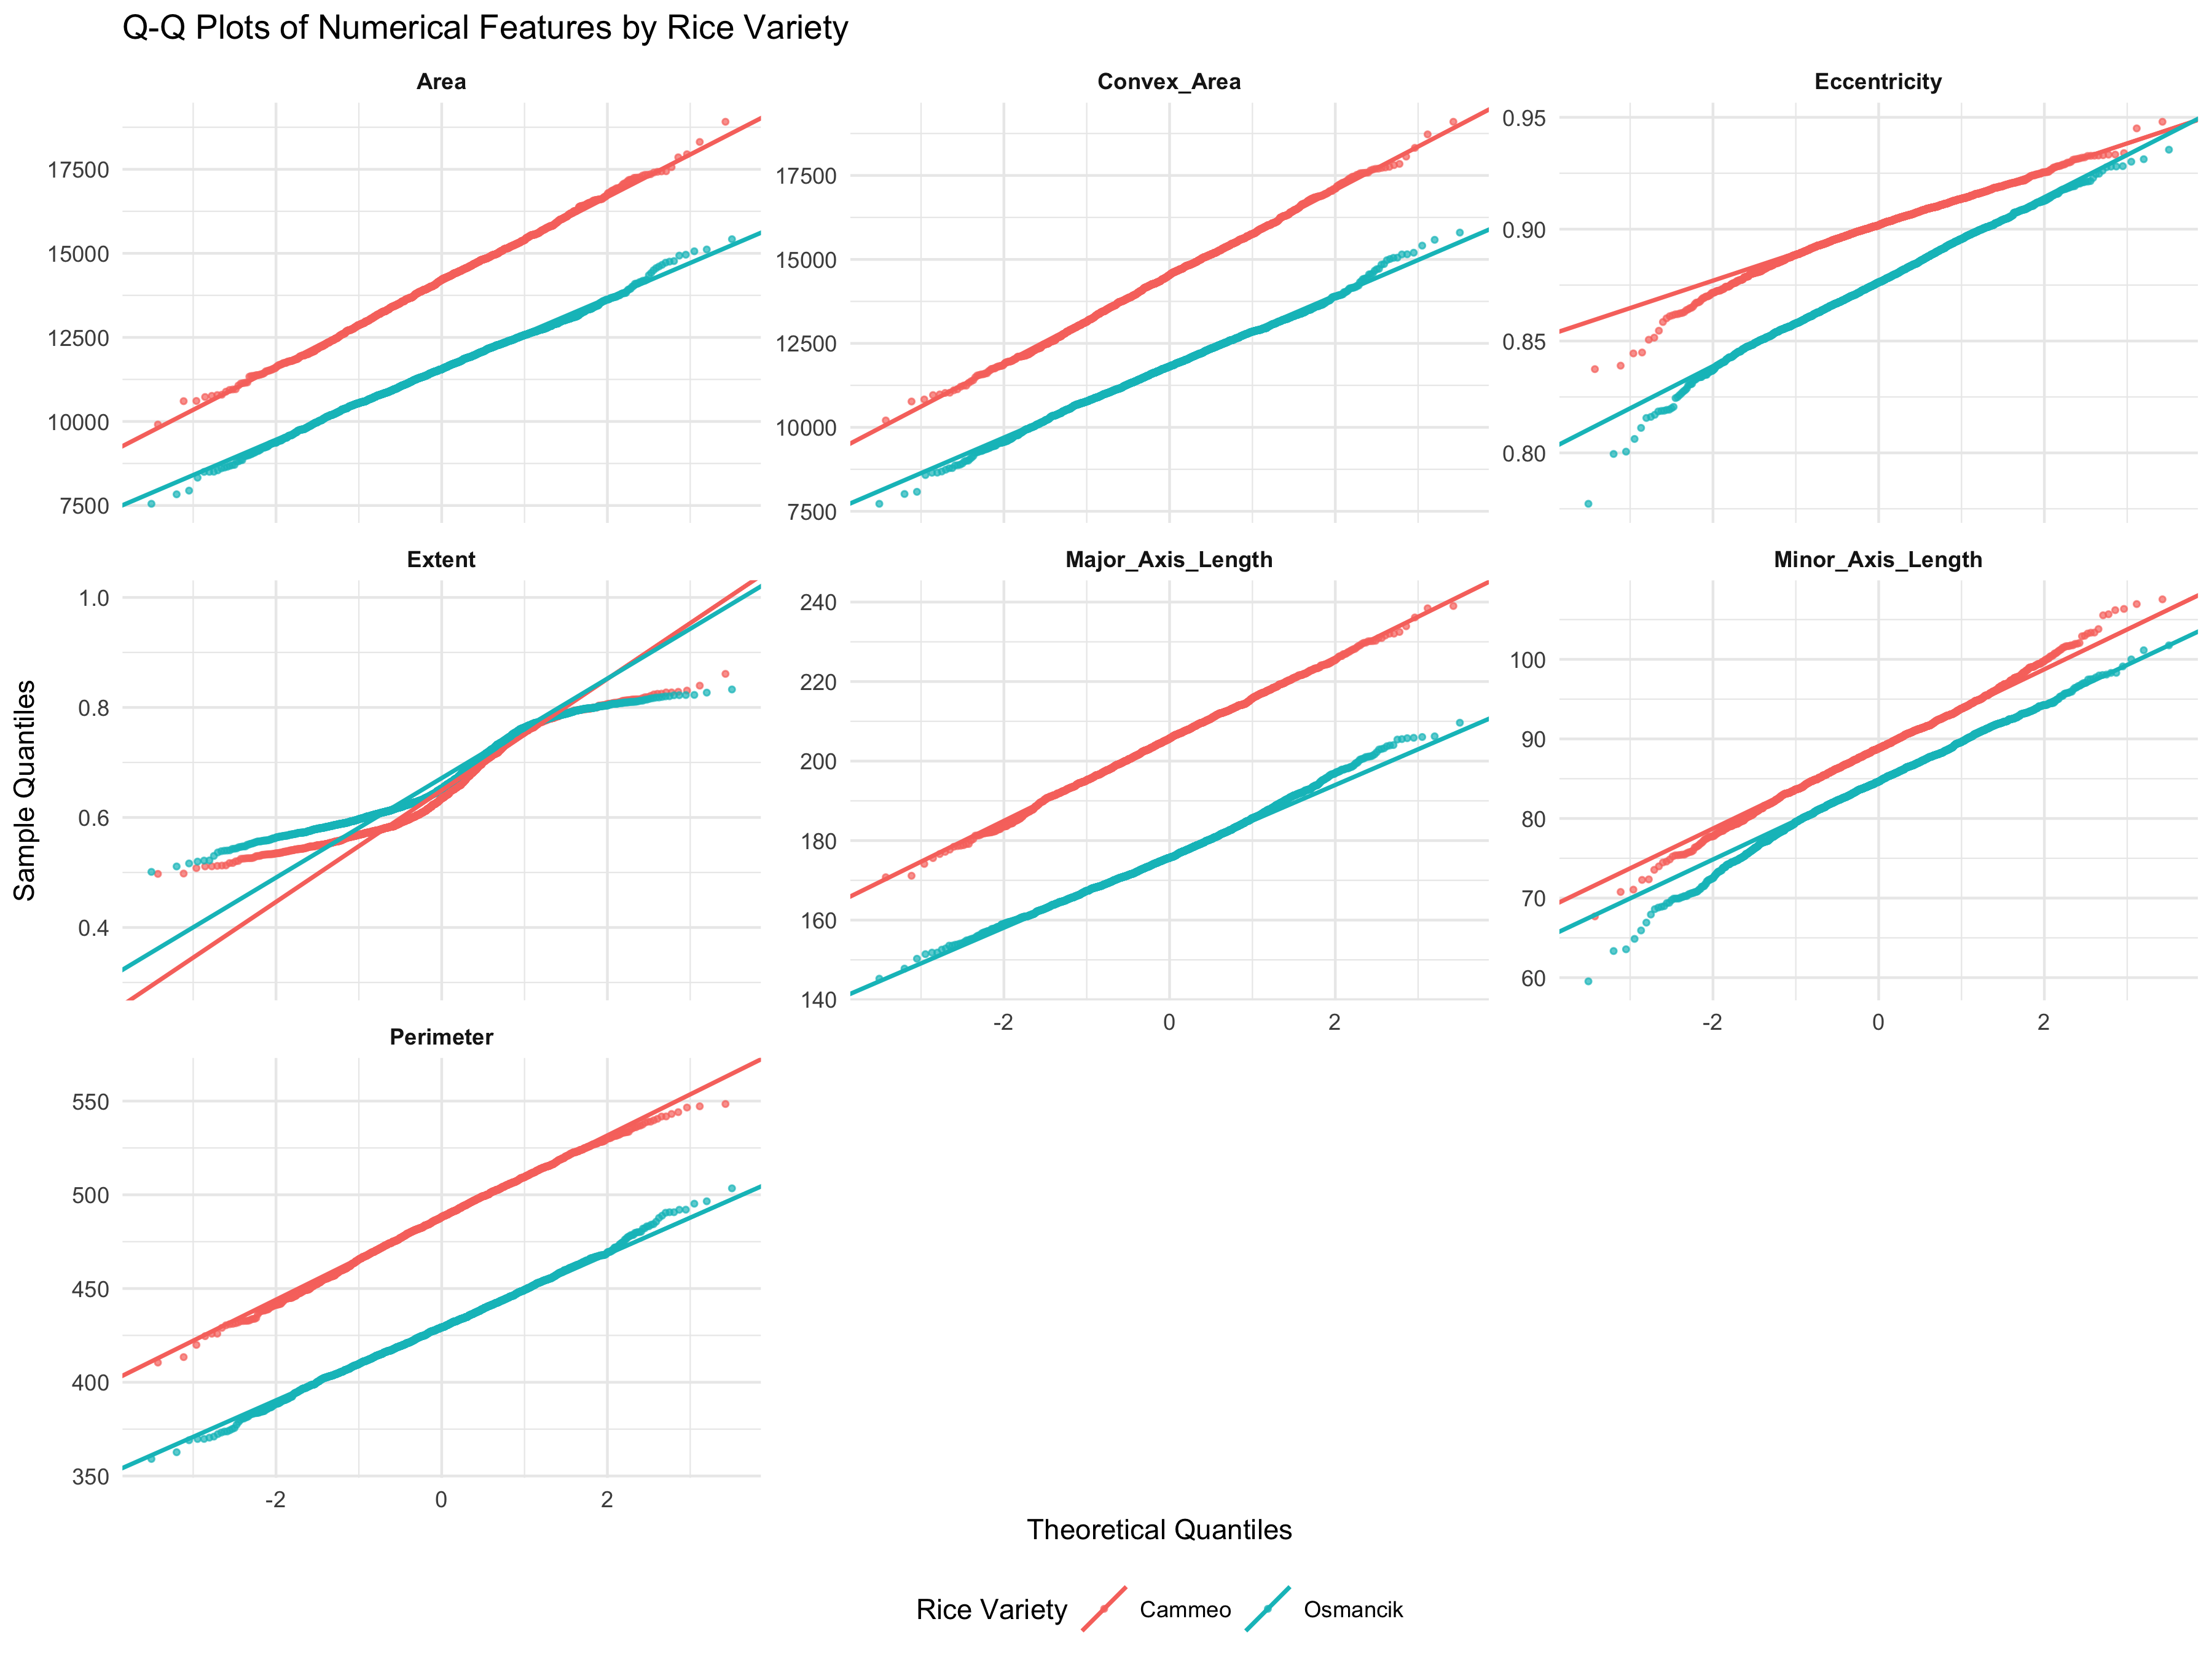 Q-Q Plots of Numerical Features by Rice Variety
Area
Convex_Area
Eccentricity
17500
15000
12500
10000
7500
17500
15000
12500
10000
7500
0.95
0.90
0.85
0.80
Extent
Major_Axis_Length
Minor_Axis_Length
1.0
0.8
0.6
0.4
240
220
200
180
160
140
100
90
80
70
60
-2 0 2
-2 0 2
Sample Quantiles
Perimeter
550
500
450
400
350
-2 0 2
Theoretical Quantiles
Rice Variety Cammeo Osmancik